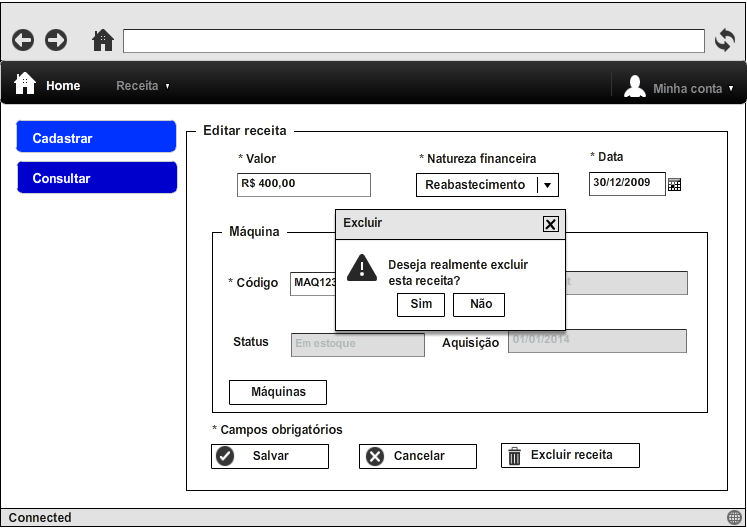 Home
Receita
Minha conta
Cadastrar
Consultar
Editar receita
* Valor
* Natureza financeira
* Data
R$ 400,00
Reabastecimento
30/12/2009
Máquina
* Código
MAQ123
Excluir
Deseja realmente excluir
esta receita?
Sim
Não
Status
Em estoque
Aquisição
01/01/2014
Máquinas
* Campos obrigatórios
Salvar
Cancelar
Excluir receita
Connected